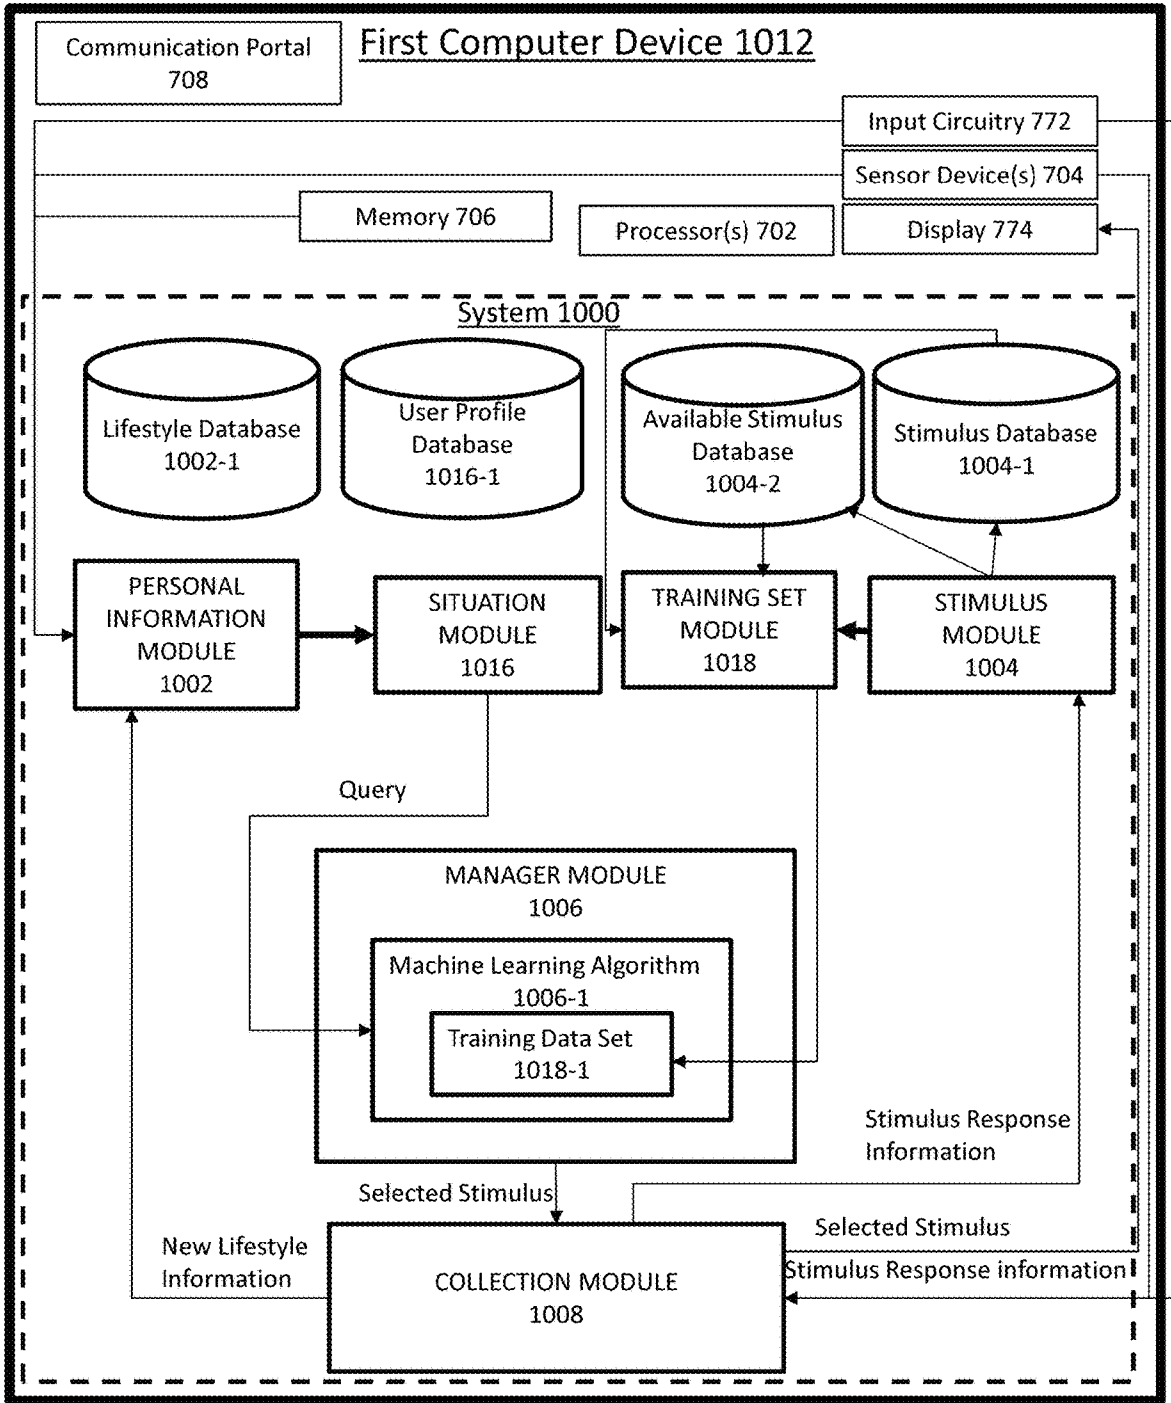 Communication Portal
708
First Computer Device 1012
Input Circuitry 772
Sensor Device(s) 704
Memory 706
Processor(s) 702
Display 774
System 1000
Lifestyle Database
1002-1
User Profile
Database
1016-1
Available Stimulus
Database
1004-2
Stimulus Database
1004-1
PERSONAL
INFORMATION
MODULE
1002
SITUATION
MODULE
1016
TRAINING SET
MODULE
1018
STIMULUS
MODULE
1004
Query
MANAGER MODULE
1006
Machine Learning Algorithm
1006-1
Training Data Set
1018-1
Stimulus Response
Information
Selected Stimulus
Selected Stimulus
New Lifestyle
Information
Stimulus Response information
COLLECTION MODULE
1008